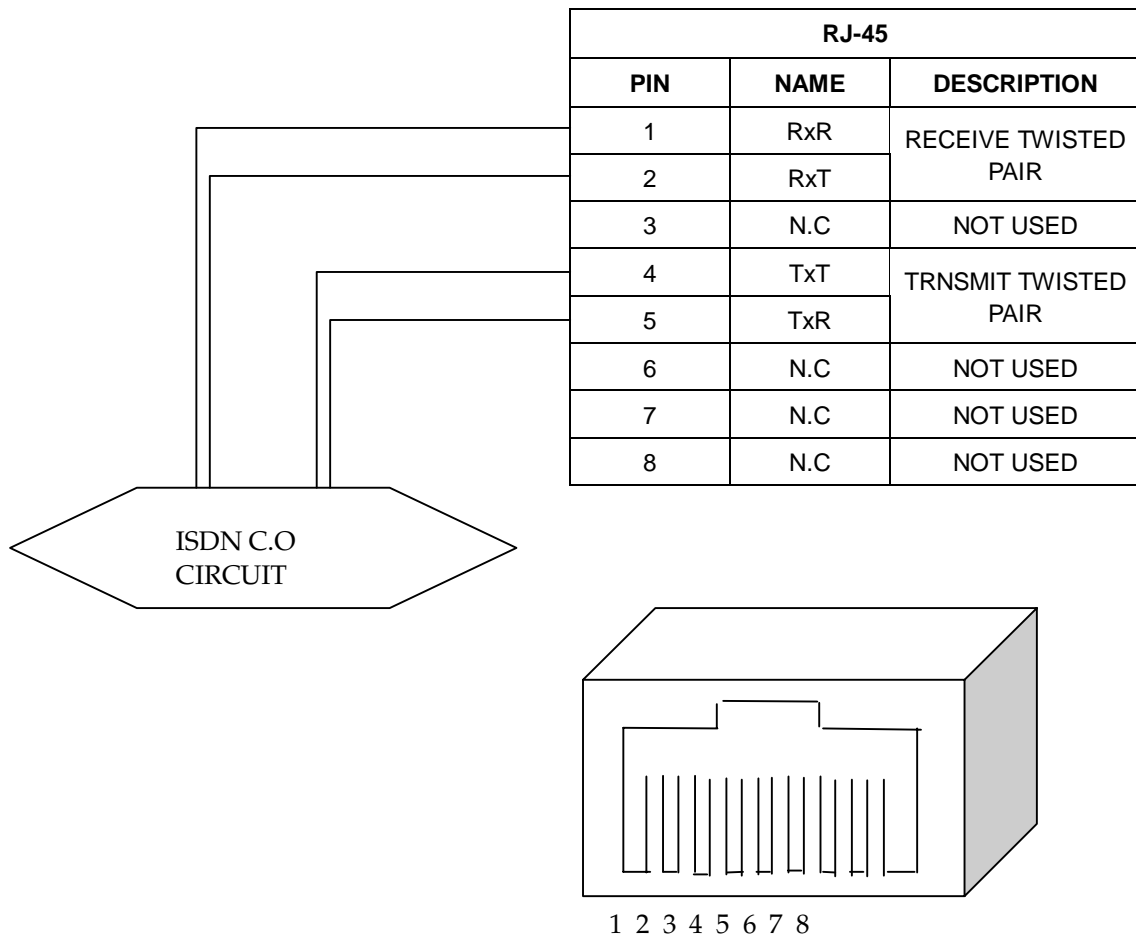 RJ-45
PIN NAME DESCRIPTION
1 RxR RECEIVE TWISTED
PAIR
2 RxT
3 N.C NOT USED
4 TxT TRNSMIT TWISTED
PAIR
5 TxR
6 N.C NOT USED
7 N.C NOT USED
8 N.C NOT USED
ISDN C.O
CIRCUIT
1 2 3 4 5 6 7 8